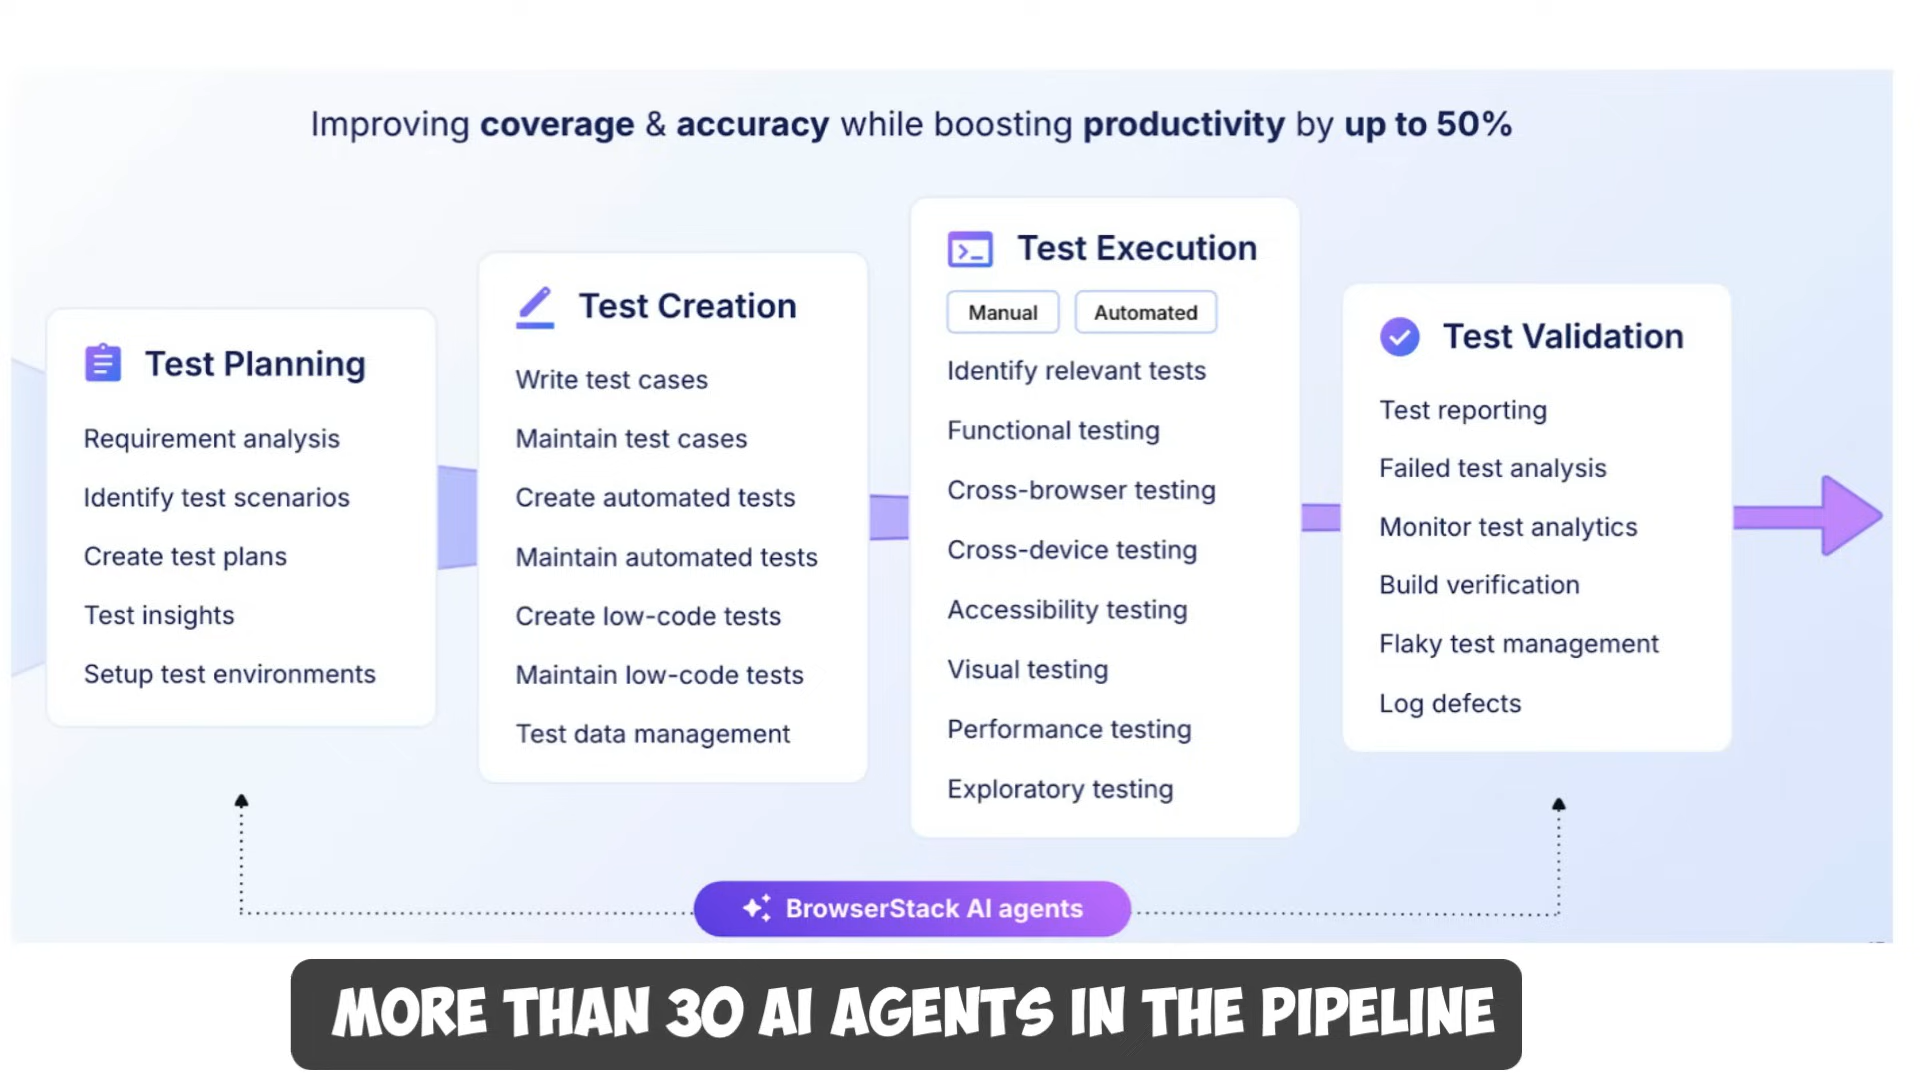 Improving coverage & accuracy while boosting productivity by up to 50%
Test Planning
Requirement analysis
Identify test scenarios
Create test plans
Test insights
Setup test environments
Test Creation
Write test cases
Maintain test cases
Create automated tests
Maintain automated tests
Create low-code tests
Maintain low-code tests
Test data management
Test Execution
Manual
Automated
Identify relevant tests
Functional testing
Cross-browser testing
Cross-device testing
Accessibility testing
Visual testing
Performance testing
Exploratory testing
Test Validation
Test reporting
Failed test analysis
Monitor test analytics
Build verification
Flaky test management
Log defects
BrowserStack AI agents
MORE THAN 30 AI AGENTS IN THE PIPELINE